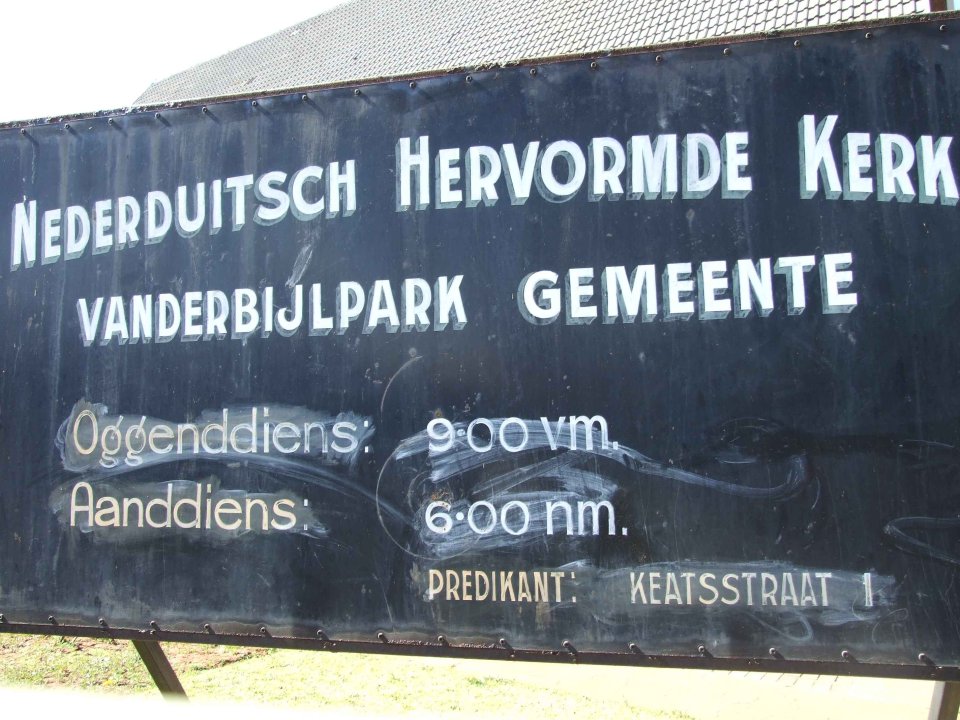 NEDERDUITSCH HERVORMDE KERK
VANDERBIJLPARK GEMEENTE
Oggenddiens: 9.00 vm.
Aanddiens: 6.00 nm.
PREDIKANT: KEATSSTRAAT 1